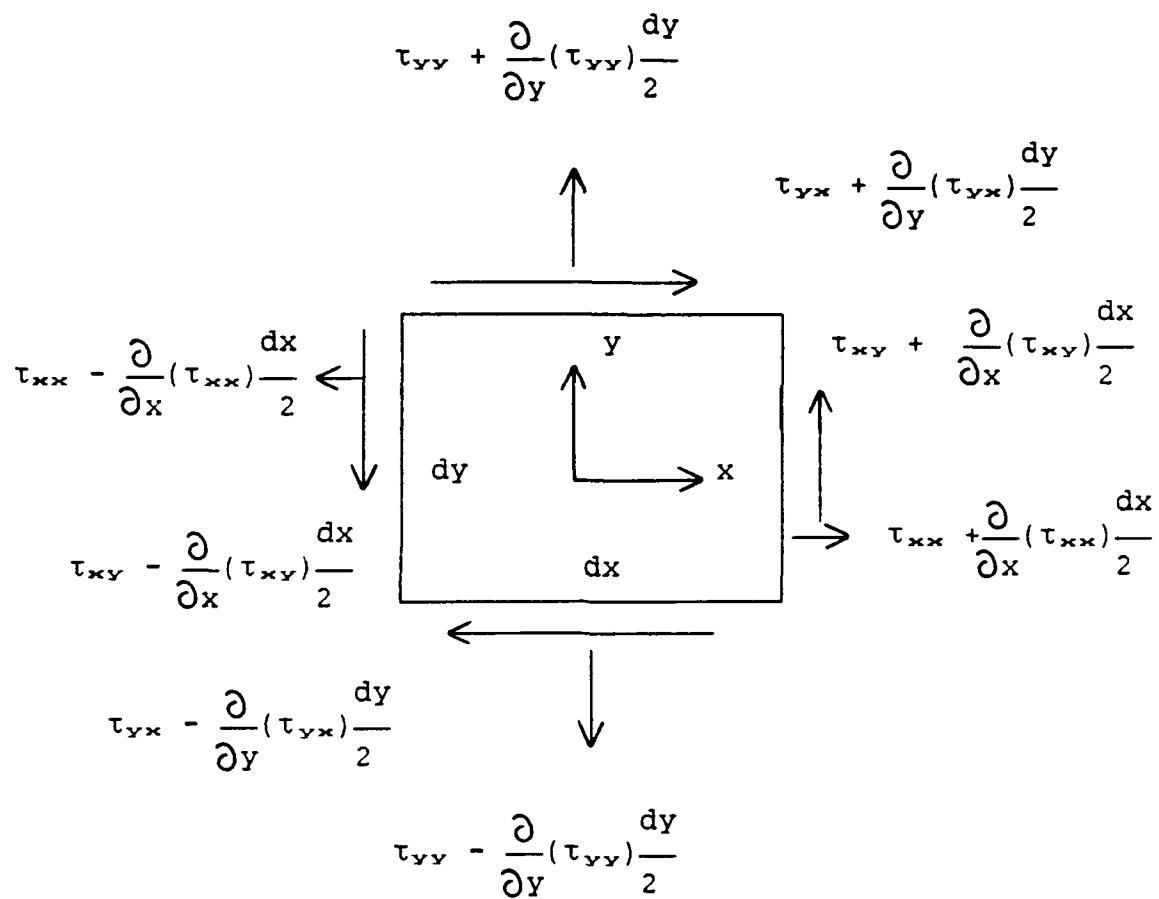 τyy + ∂/∂y(τyy)dy/2
τyx + ∂/∂y(τyx)dy/2
τxx - ∂/∂x(τxx)dx/2
y
τxy + ∂/∂x(τxy)dx/2
dy
x
τxy - ∂/∂x(τxy)dx/2
dx
τxx + ∂/∂x(τxx)dx/2
τyx - ∂/∂y(τyx)dy/2
τyy - ∂/∂y(τyy)dy/2